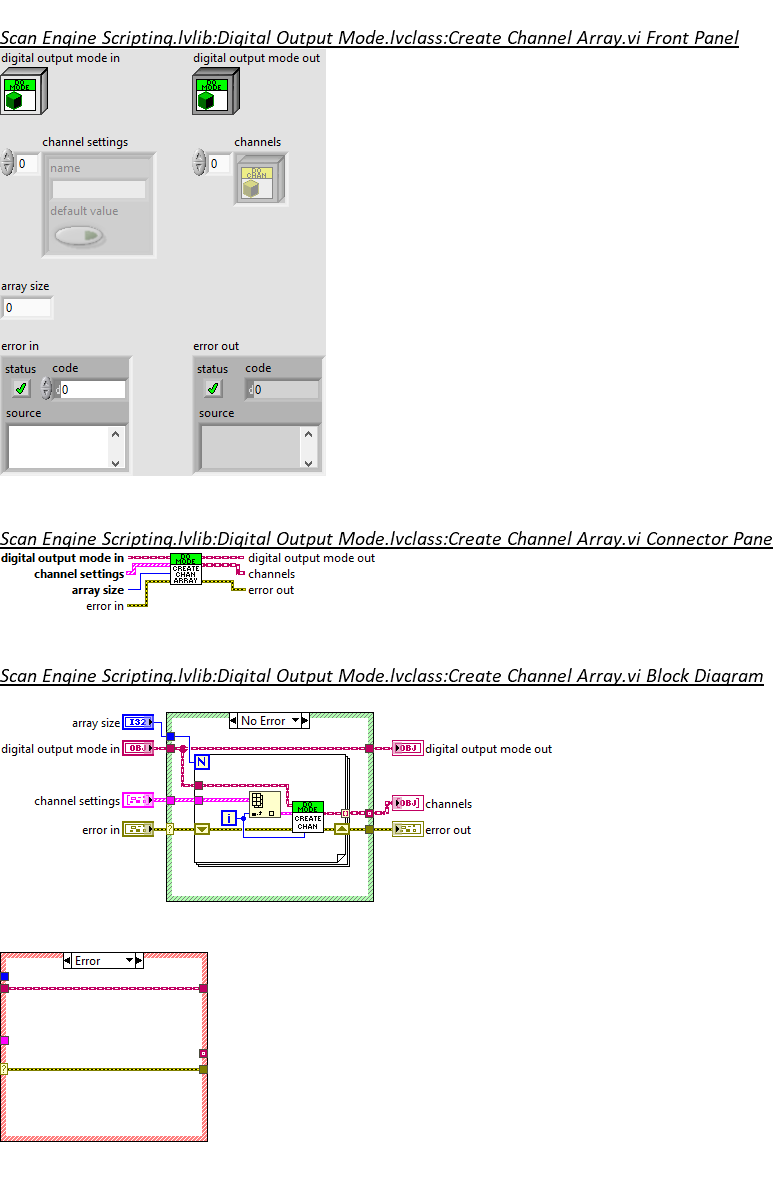 Scan Engine Scripting.lvlib:Digital Output Mode.lvclass:Create Channel Array.vi Front Panel
digital output mode in
digital output mode out
DO
MODE
DO
MODE
channel settings
channels
0
name
default value
0
DO
CHAN
array size
0
error in
error out
status
code
0
source
status
code
d0
source
Scan Engine Scripting.lvlib:Digital Output Mode.lvclass:Create Channel Array.vi Connector Pane
digital output mode in
channel settings
array size
error in
DO
MODE
CREATE
CHAN
ARRAY
digital output mode out
channels
error out
Scan Engine Scripting.lvlib:Digital Output Mode.lvclass:Create Channel Array.vi Block Diagram
No Error
array size
I32
digital output mode in
OBJ
OBJ
digital output mode out
N
channel settings
DO
MODE
CREATE
CHAN
[OBJ]
channels
i
error in
?
error out
Error
?